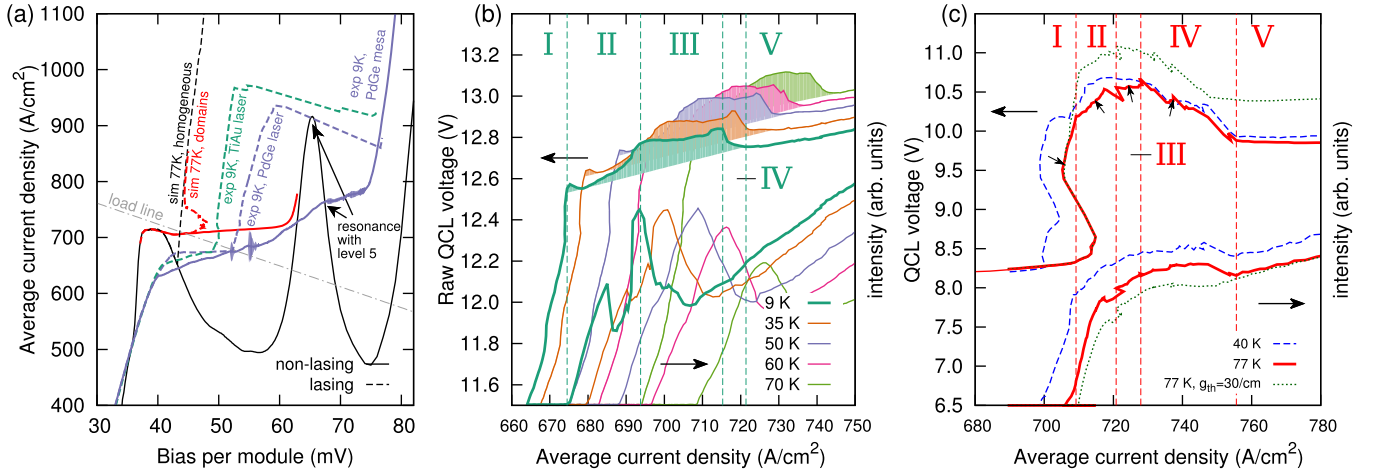 (a)
Average current density (A/cm²)
1100
1000
900
800
700
600
500
400
30
40
50
60
70
80
Bias per module (mV)
sim 77K, homogeneous
sim 77K, domains
exp 9K, TiAu laser
exp 9K, PdGe laser
exp 9K,
PdGe mesa
load line
resonance
with
level 5
non-lasing
lasing
(b)
Raw QCL voltage (V)
13.2
13.0
12.8
12.6
12.4
12.2
12.0
11.8
11.6
660
670
680
690
700
710
720
730
740
750
Average current density (A/cm²)
intensity (arb. units)
I
II
III
IV
V
9 K
35 K
50 K
60 K
70 K
(c)
QCL voltage (V)
11.0
10.5
10.0
9.5
9.0
8.5
8.0
7.5
7.0
6.5
680
700
720
740
760
780
Average current density (A/cm²)
intensity (arb. units)
I
II
III
IV
V
40 K
77 K
77 K, gth=30/cm